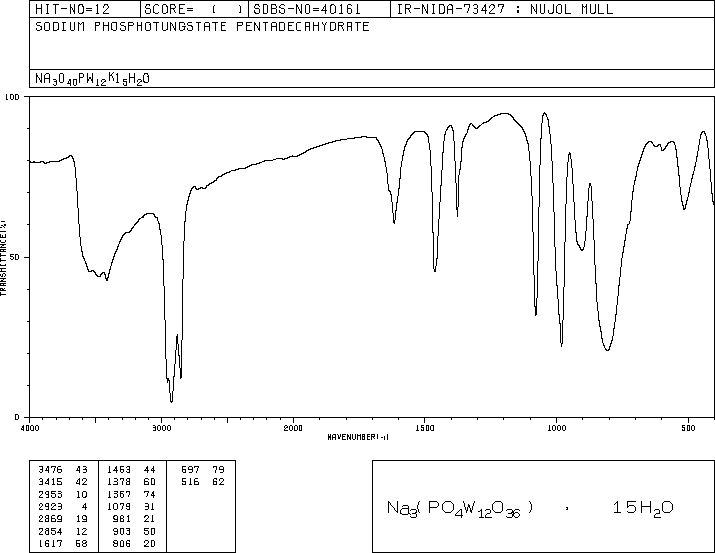 HIT-NO=12 SCORE= ( ) SDBS-NO=40161 IR-NIDA-73427 : NUJOL MULL
SODIUM PHOSPHOTUNGSTATE PENTADECAHYDRATE
NA3O40PW12K15H2O
100
50
0
TRANSMITTANCE(%)
4000 3000 2000 1500 1000 500
WAVENUMBER(-1)
3476 43 1463 44 597 79
3415 42 1378 60 516 62
2953 10 1367 74
2923 4 1079 31
2869 19 981 21
2854 12 903 50
1617 58 806 20
Na3(PO4W12O36) · 15H2O